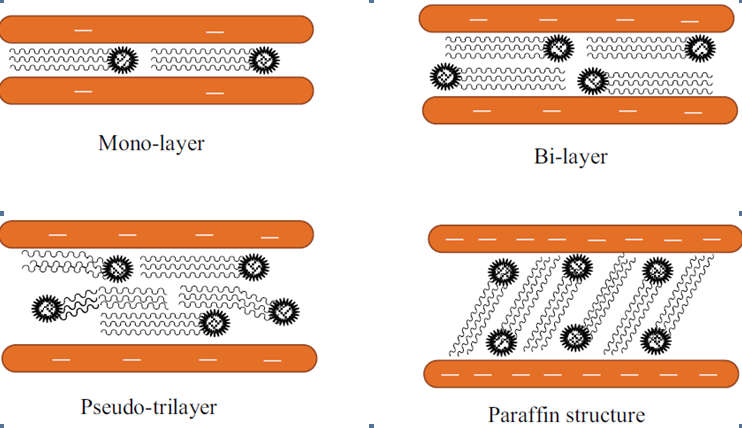 Mono-layer
Bi-layer
Pseudo-trilayer
Paraffin structure